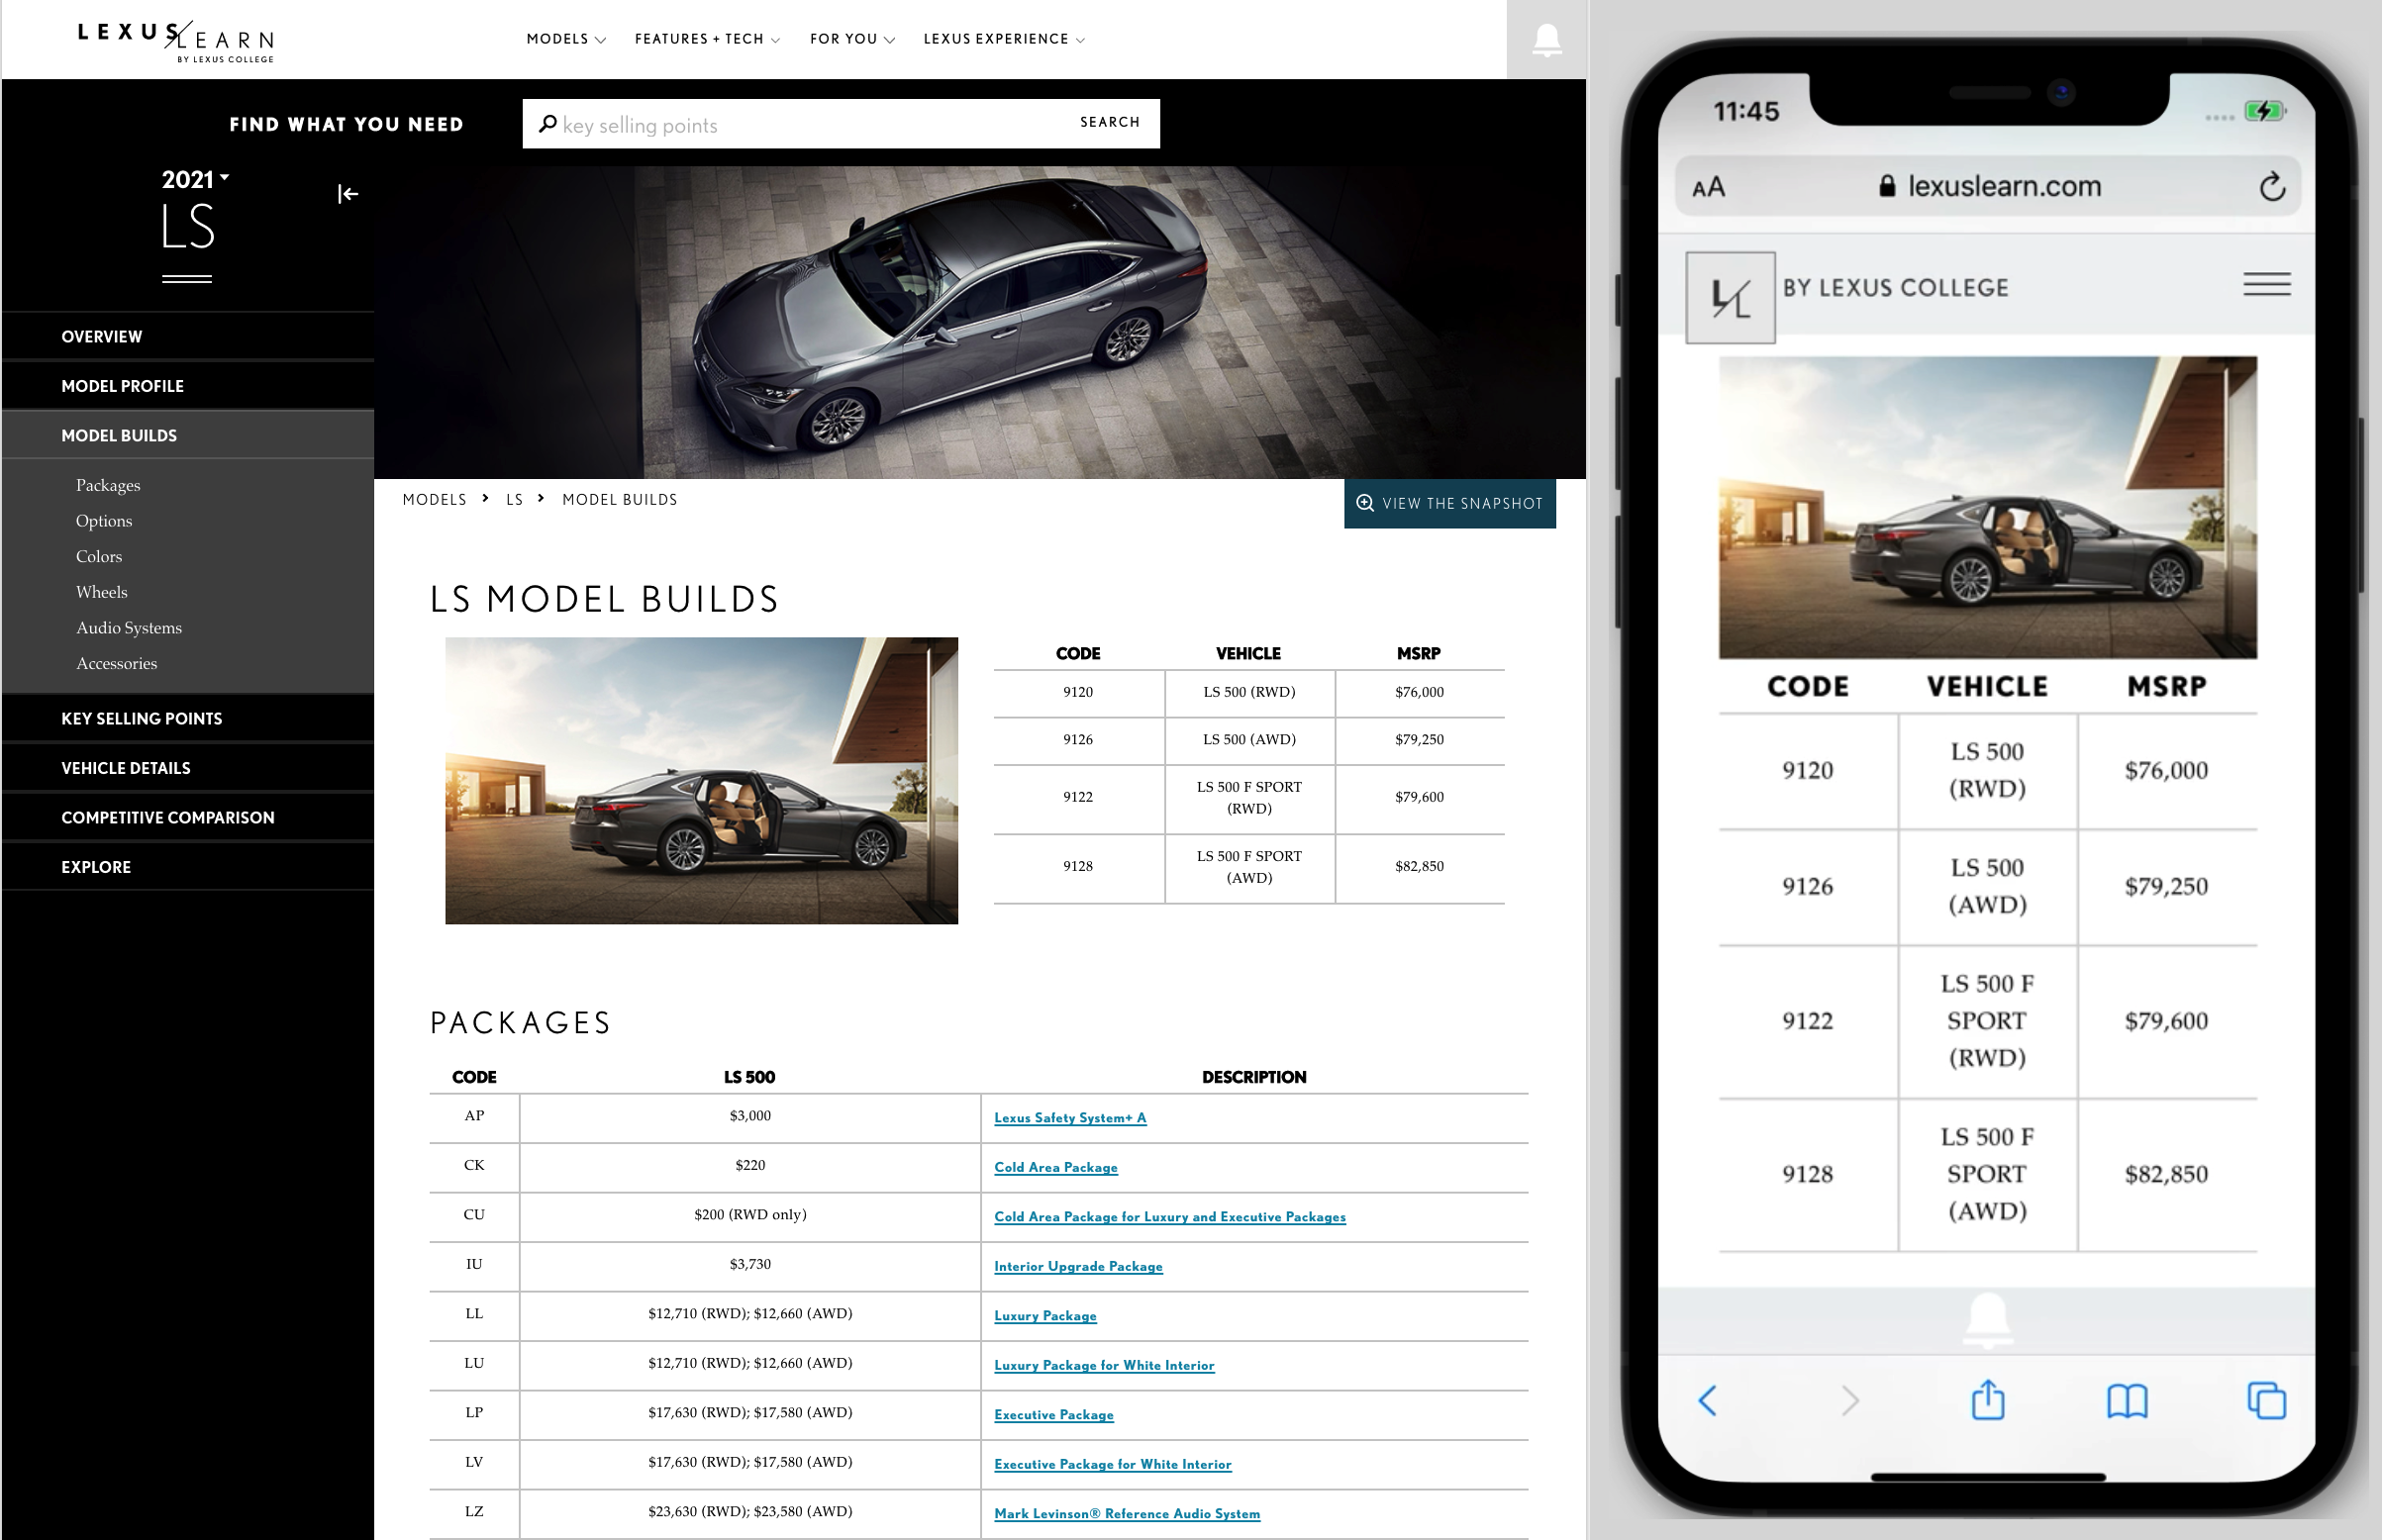 LEXUS LEARN
BY LEXUS COLLEGE
MODELS FEATURES + TECH FOR YOU LEXUS EXPERIENCE
FIND WHAT YOU NEED key selling points SEARCH
2021
LS
OVERVIEW
MODEL PROFILE
MODEL BUILDS
Packages
Options
Colors
Wheels
Audio Systems
Accessories
KEY SELLING POINTS
VEHICLE DETAILS
COMPETITIVE COMPARISON
EXPLORE
MODELS > LS > MODEL BUILDS
VIEW THE SNAPSHOT
LS MODEL BUILDS
CODE VEHICLE MSRP
9120 LS 500 (RWD) $76,000
9126 LS 500 (AWD) $79,250
9122 LS 500 F SPORT (RWD) $79,600
9128 LS 500 F SPORT (AWD) $82,850
PACKAGES
CODE LS 500 DESCRIPTION
AP $3,000 Lexus Safety System+ A
CK $220 Cold Area Package
CU $200 (RWD only) Cold Area Package for Luxury and Executive Packages
IU $3,730 Interior Upgrade Package
LL $12,710 (RWD); $12,660 (AWD) Luxury Package
LU $12,710 (RWD); $12,660 (AWD) Luxury Package for White Interior
LP $17,630 (RWD); $17,580 (AWD) Executive Package
LV $17,630 (RWD); $17,580 (AWD) Executive Package for White Interior
LZ $23,630 (RWD); $23,580 (AWD) Mark Levinson® Reference Audio System
11:45
AA lexuslearn.com
L/L BY LEXUS COLLEGE
CODE VEHICLE MSRP
9120 LS 500 (RWD) $76,000
9126 LS 500 (AWD) $79,250
9122 LS 500 F SPORT (RWD) $79,600
9128 LS 500 F SPORT (AWD) $82,850